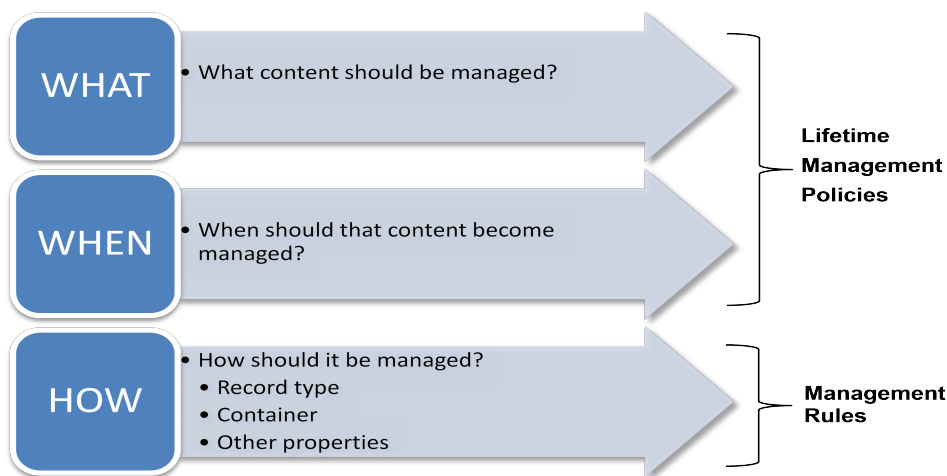 WHAT
• What content should be managed?
WHEN
• When should that content become
managed?
Lifetime
Management
Policies
HOW
• How should it be managed?
• Record type
• Container
• Other properties
Management
Rules